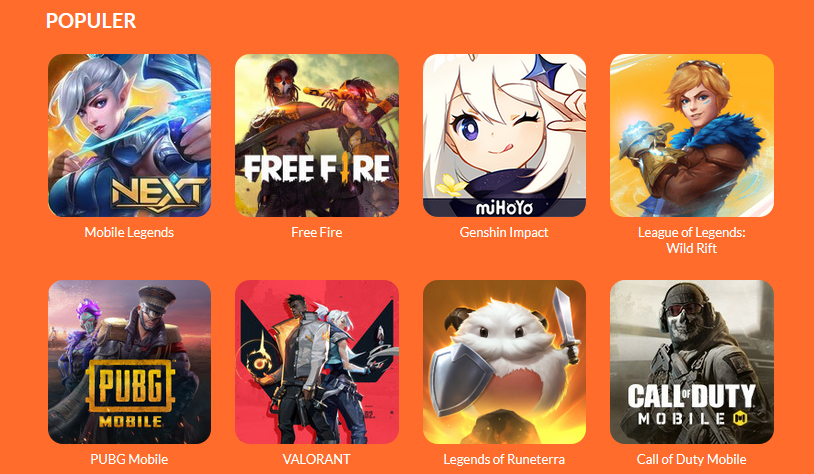 POPULER
NEXT
FREE FIRE
miHoYo
Mobile Legends
Free Fire
Genshin Impact
League of Legends:
Wild Rift
PUBG
MOBILE
02.
CALL OF DUTY
MOBILE
PUBG Mobile
VALORANT
Legends of Runeterra
Call of Duty Mobile